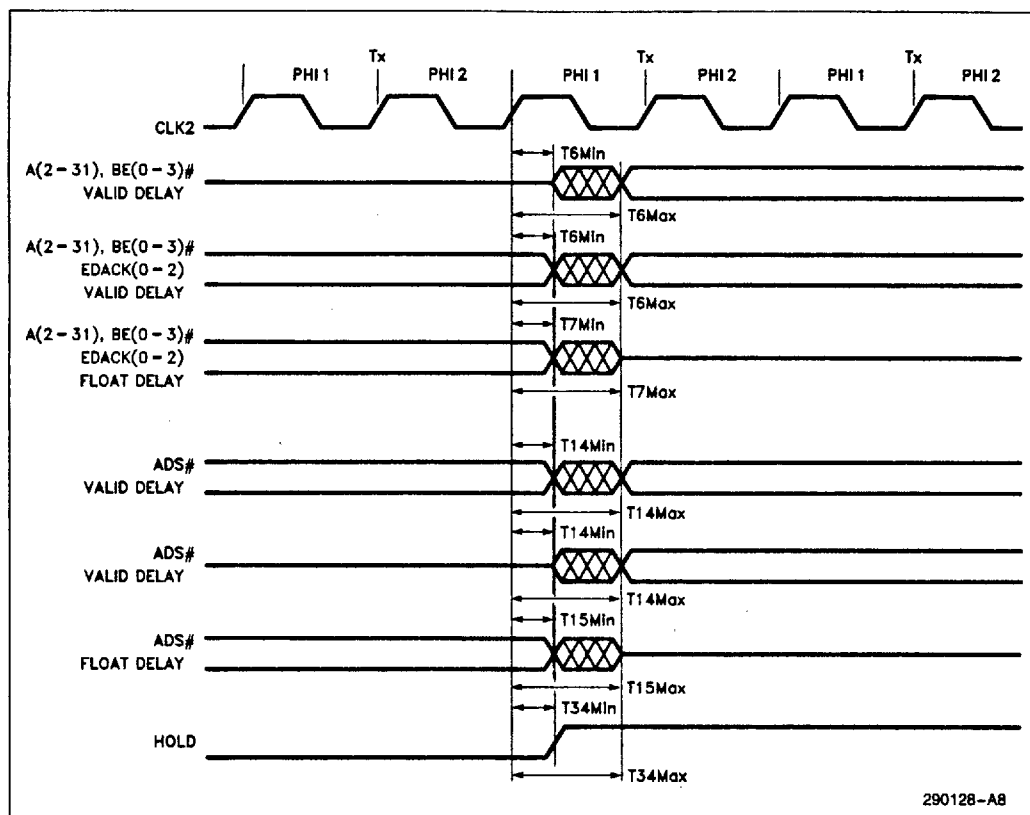 Tx Tx Tx
PHI 1 PHI 2 PHI 1 PHI 2 PHI 1 PHI 2
CLK2
T6Min
A(2-31), BE(0-3)#
VALID DELAY
T6Max
T6Min
A(2-31), BE(0-3)#
EDACK(0-2)
VALID DELAY
T6Max
T7Min
A(2-31), BE(0-3)#
EDACK(0-2)
FLOAT DELAY
T7Max
T14Min
ADS#
VALID DELAY
T14Max
T14Min
ADS#
VALID DELAY
T14Max
T15Min
ADS#
FLOAT DELAY
T15Max
T34Min
HOLD
T34Max
290128-A8